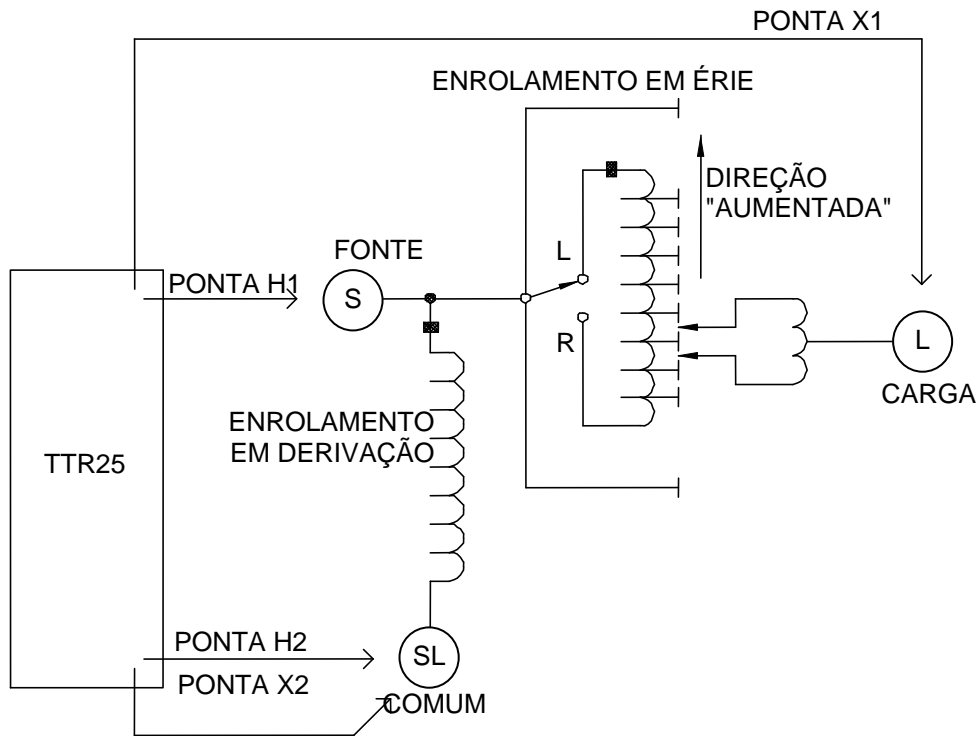 PONTA X1
ENROLAMENTO EM ÉRIE
DIREÇÃO
"AUMENTADA"
FONTE
L
PONTA H1
S
R
L
CARGA
ENROLAMENTO
EM DERIVAÇÃO
TTR25
PONTA H2
SL
PONTA X2
COMUM